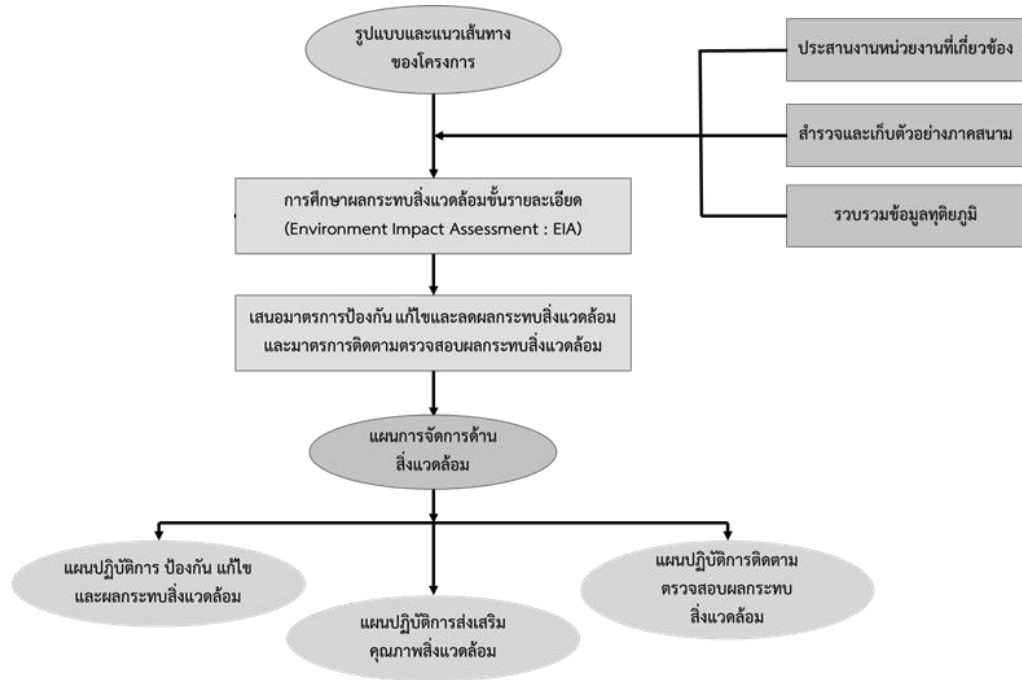 รูปแบบและแนวเส้นทาง
ของโครงการ
ประสานงานหน่วยงานที่เกี่ยวข้อง
สำรวจและเก็บตัวอย่างภาคสนาม
รวบรวมข้อมูลทุติยภูมิ
การศึกษาผลกระทบสิ่งแวดล้อมขั้นรายละเอียด
(Environment Impact Assessment : EIA)
เสนอมาตรการป้องกัน แก้ไขและลดผลกระทบสิ่งแวดล้อม
และมาตรการติดตามตรวจสอบผลกระทบสิ่งแวดล้อม
แผนการจัดการด้าน
สิ่งแวดล้อม
แผนปฏิบัติการ ป้องกัน แก้ไข
และผลกระทบสิ่งแวดล้อม
แผนปฏิบัติการส่งเสริม
คุณภาพสิ่งแวดล้อม
แผนปฏิบัติการติดตาม
ตรวจสอบผลกระทบ
สิ่งแวดล้อม